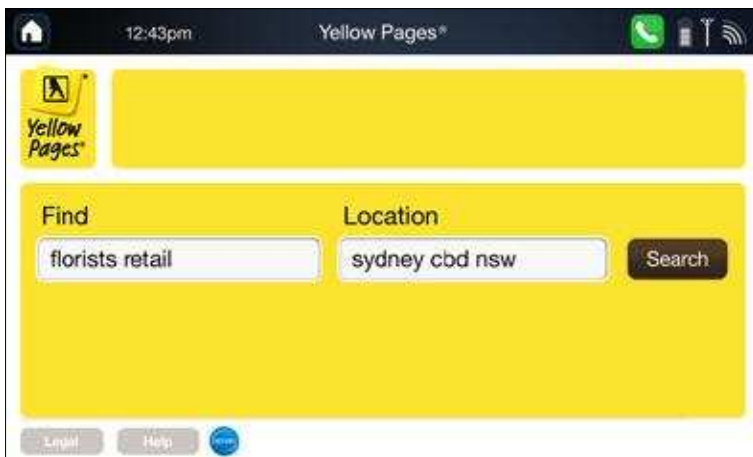 12:43pm Yellow Pages®
Yellow
Pages®
Find Location
florists retail sydney cbd nsw Search
Legal Help